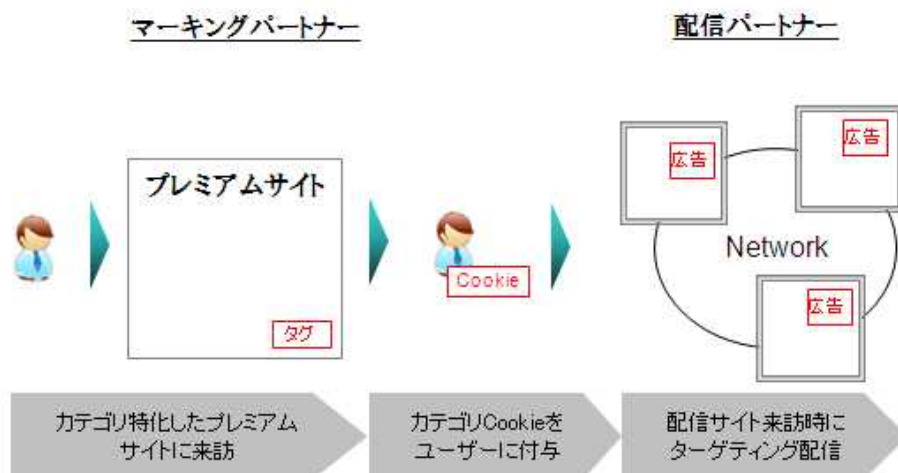 マーキングパートナー
配信パートナー
プレミアムサイト
タグ
Cookie
広告
広告
Network
広告
カテゴリ特化したプレミアム
サイトに来訪
カテゴリCookieを
ユーザーに付与
配信サイト来訪時に
ターゲティング配信